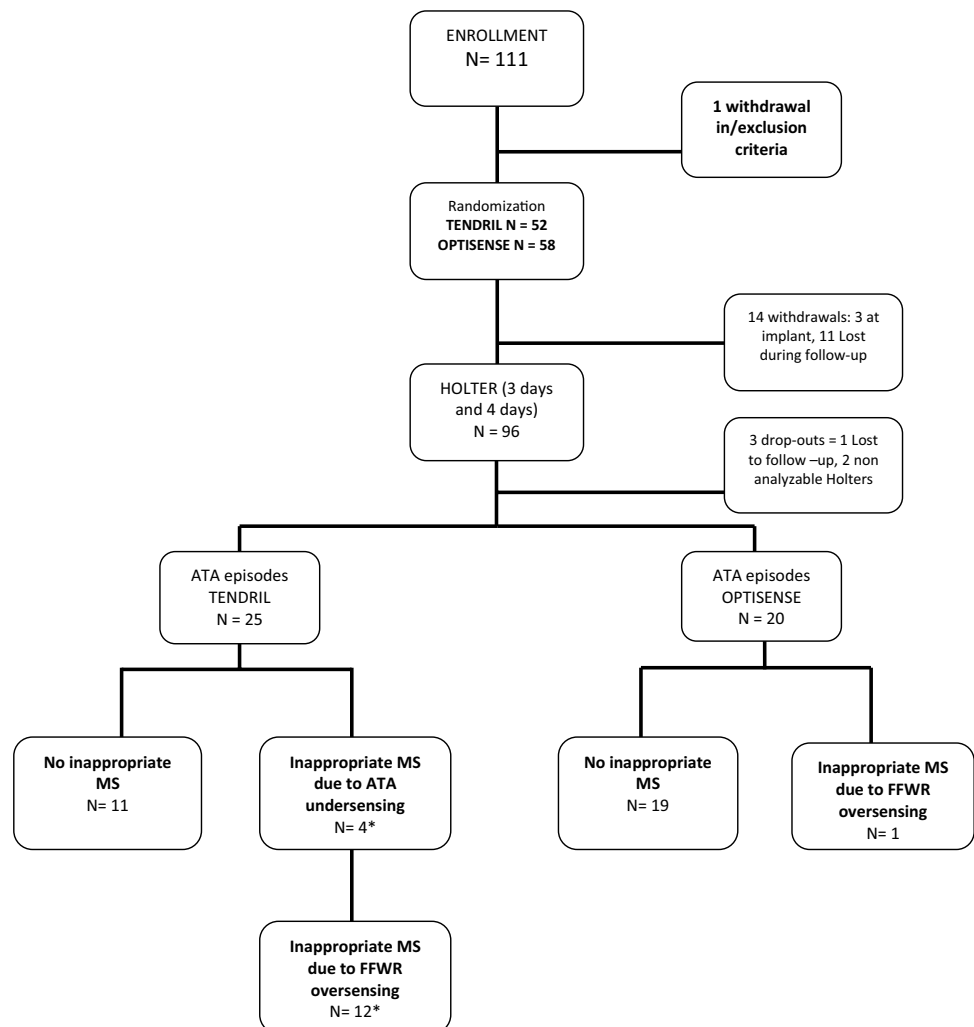 ENROLLMENT
N= 111
1 withdrawal
in/exclusion
criteria
Randomization
TENDRIL N = 52
OPTISENSE N = 58
14 withdrawals: 3 at
implant, 11 Lost
during follow-up
HOLTER (3 days
and 4 days)
N = 96
3 drop-outs = 1 Lost
to follow –up, 2 non
analyzable Holters
ATA episodes
TENDRIL
N = 25
ATA episodes
OPTISENSE
N = 20
No inappropriate
MS
N= 11
Inappropriate MS
due to ATA
undersensing
N= 4*
No inappropriate
MS
N= 19
Inappropriate MS
due to FFWR
oversensing
N= 1
Inappropriate MS
due to FFWR
oversensing
N= 12*